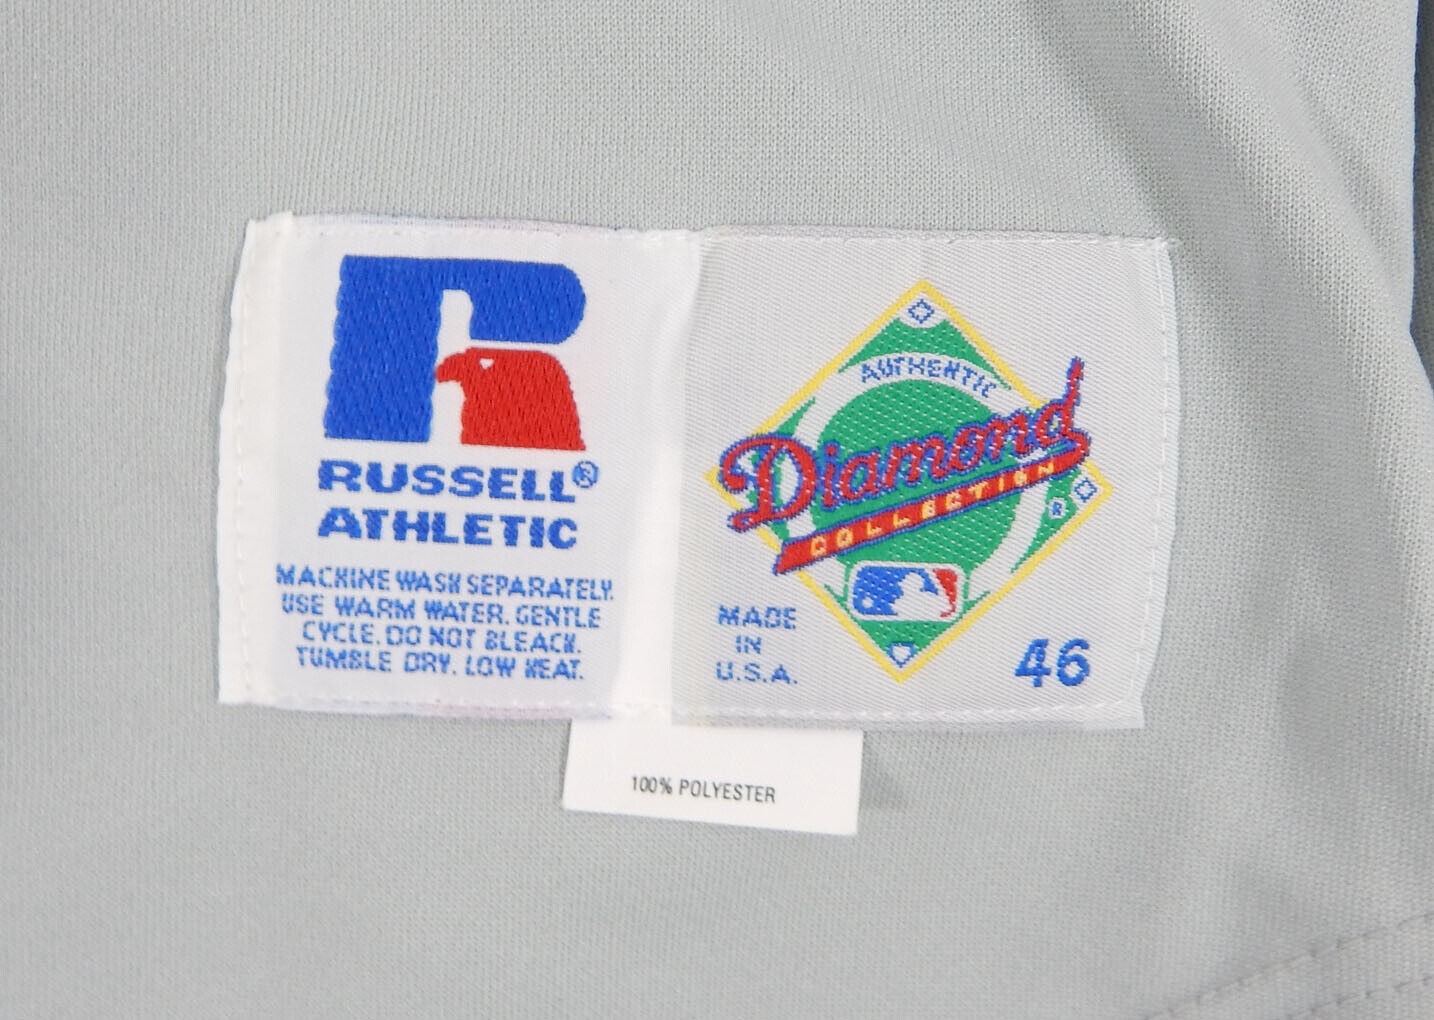 RUSSELL®
ATHLETIC
MACHINE WASH SEPARATELY.
USE WARM WATER. GENTLE
CYCLE. DO NOT BLEACH.
TUMBLE DRY. LOW HEAT.
AUTHENTIC
Diamond
COLLECTION
®
MADE
IN
U.S.A.
46
100% POLYESTER